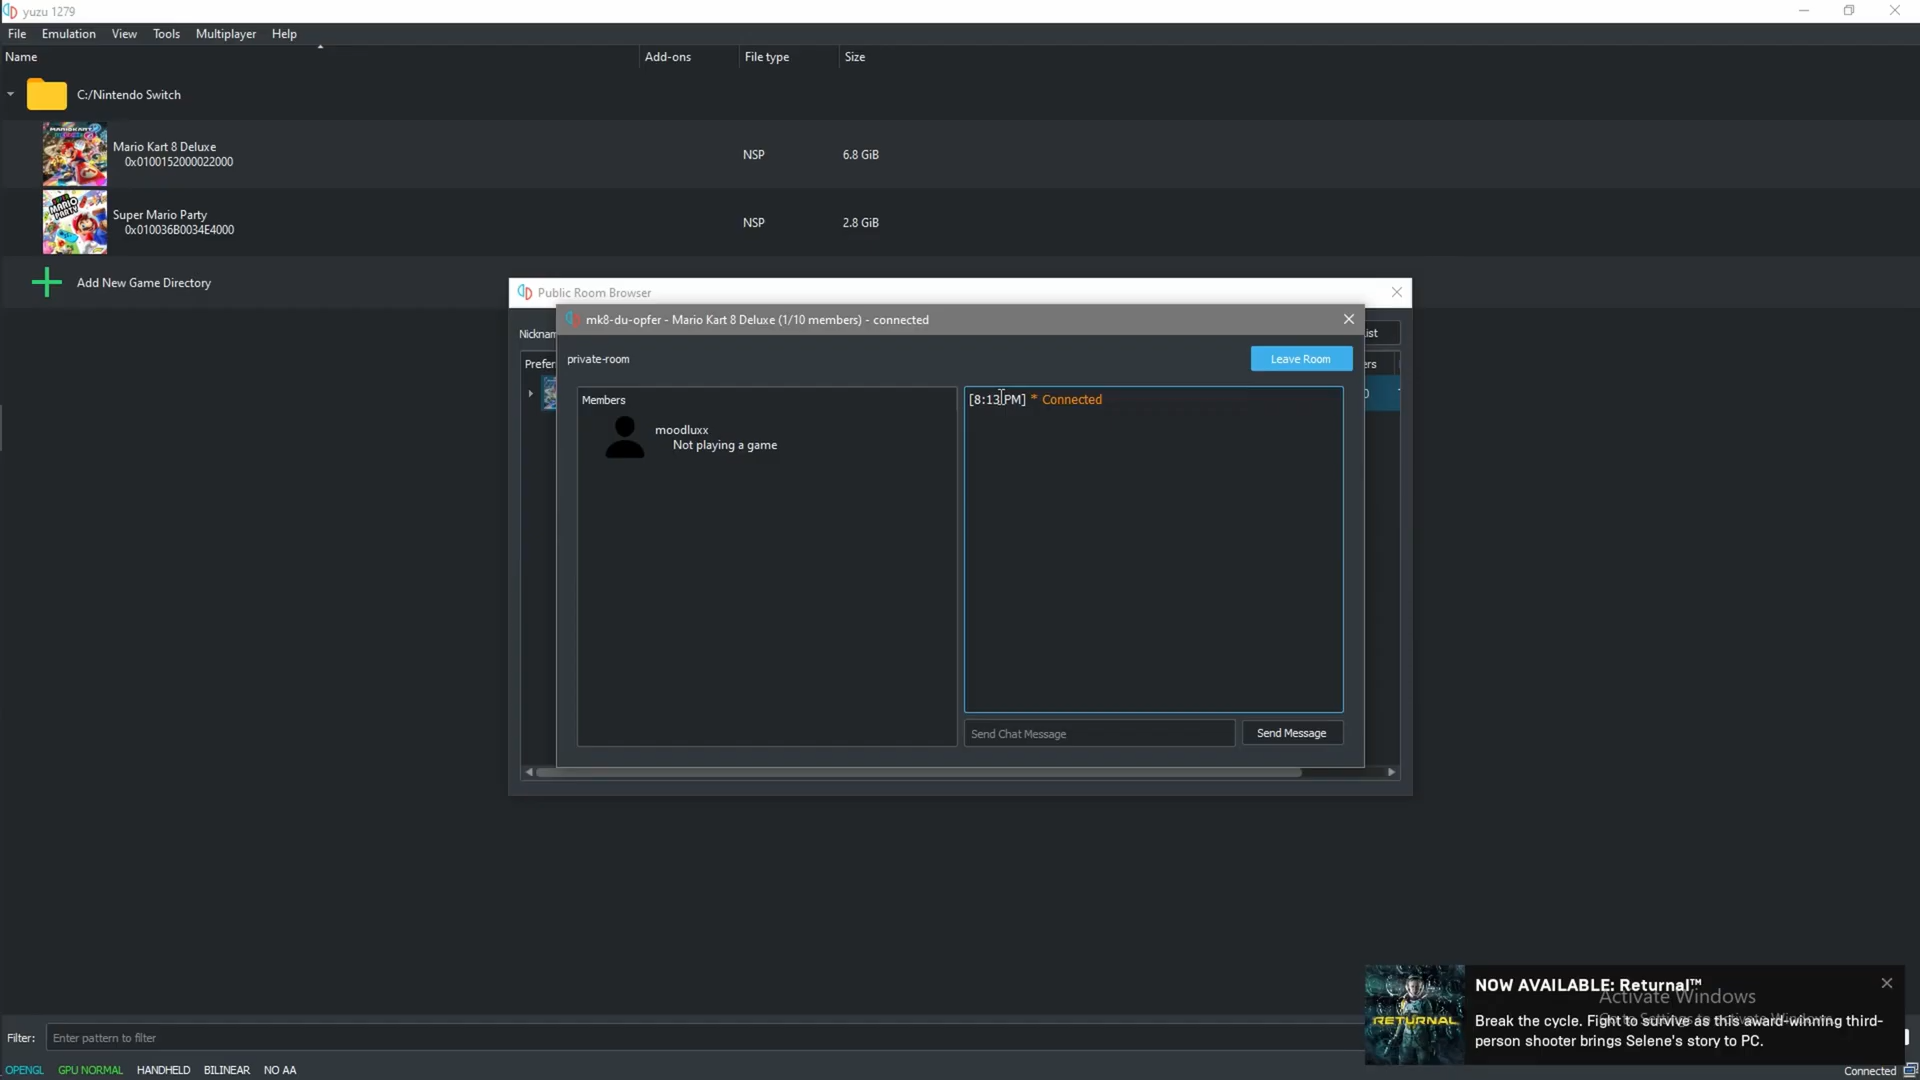 yuzu 1279
File Emulation View Tools Multiplayer Help
Name Add-ons File type Size
C:/Nintendo Switch
Mario Kart 8 Deluxe
0x0100152000022000
NSP 6.8 GiB
Super Mario Party
0x010036B0034E4000
NSP 2.8 GiB
Add New Game Directory
Public Room Browser
mk8-du-opfer - Mario Kart 8 Deluxe (1/10 members) - connected
private-room
Leave Room
Members
moodluxx
Not playing a game
[8:13 PM] * Connected
Send Chat Message
Send Message
RETURNAL
NOW AVAILABLE: Returnal™
Activate Windows
Break the cycle. Fight to survive as this award-winning third-
person shooter brings Selene's story to PC.
Filter: Enter pattern to filter
OPENGL GPU NORMAL HANDHELD BILINEAR NO AA
Connected